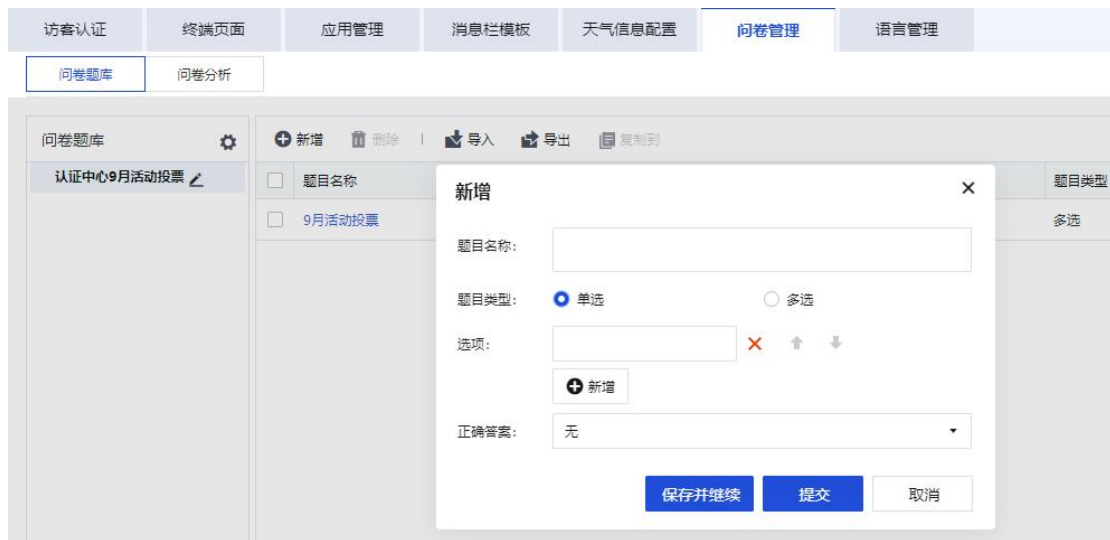 访客认证 终端页面 应用管理 消息栏模板 天气信息配置 问卷管理 语言管理
问卷题库 问卷分析
问卷题库 新增 删除 导入 导出 复制到
认证中心9月活动投票 题目名称 题目类型
9月活动投票 多选
新增
题目名称:
题目类型: 单选 多选
选项:
新增
正确答案: 无
保存并继续 提交 取消